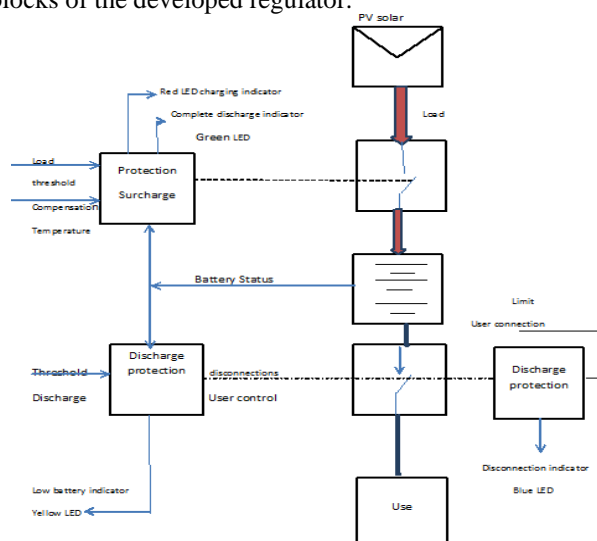 blocks of the developed regulator.
PV solar
Red LED charging indicator
Complete discharge indicator
Green LED
Load
Load
threshold
Protection
Surcharge
Compensation
Temperature
Battery Status
Limit
User connection
Threshold
Discharge
Discharge
protection
disconnections
User control
Discharge
protection
Disconnection indicator
Blue LED
Low battery indicator
Yellow LED
Use